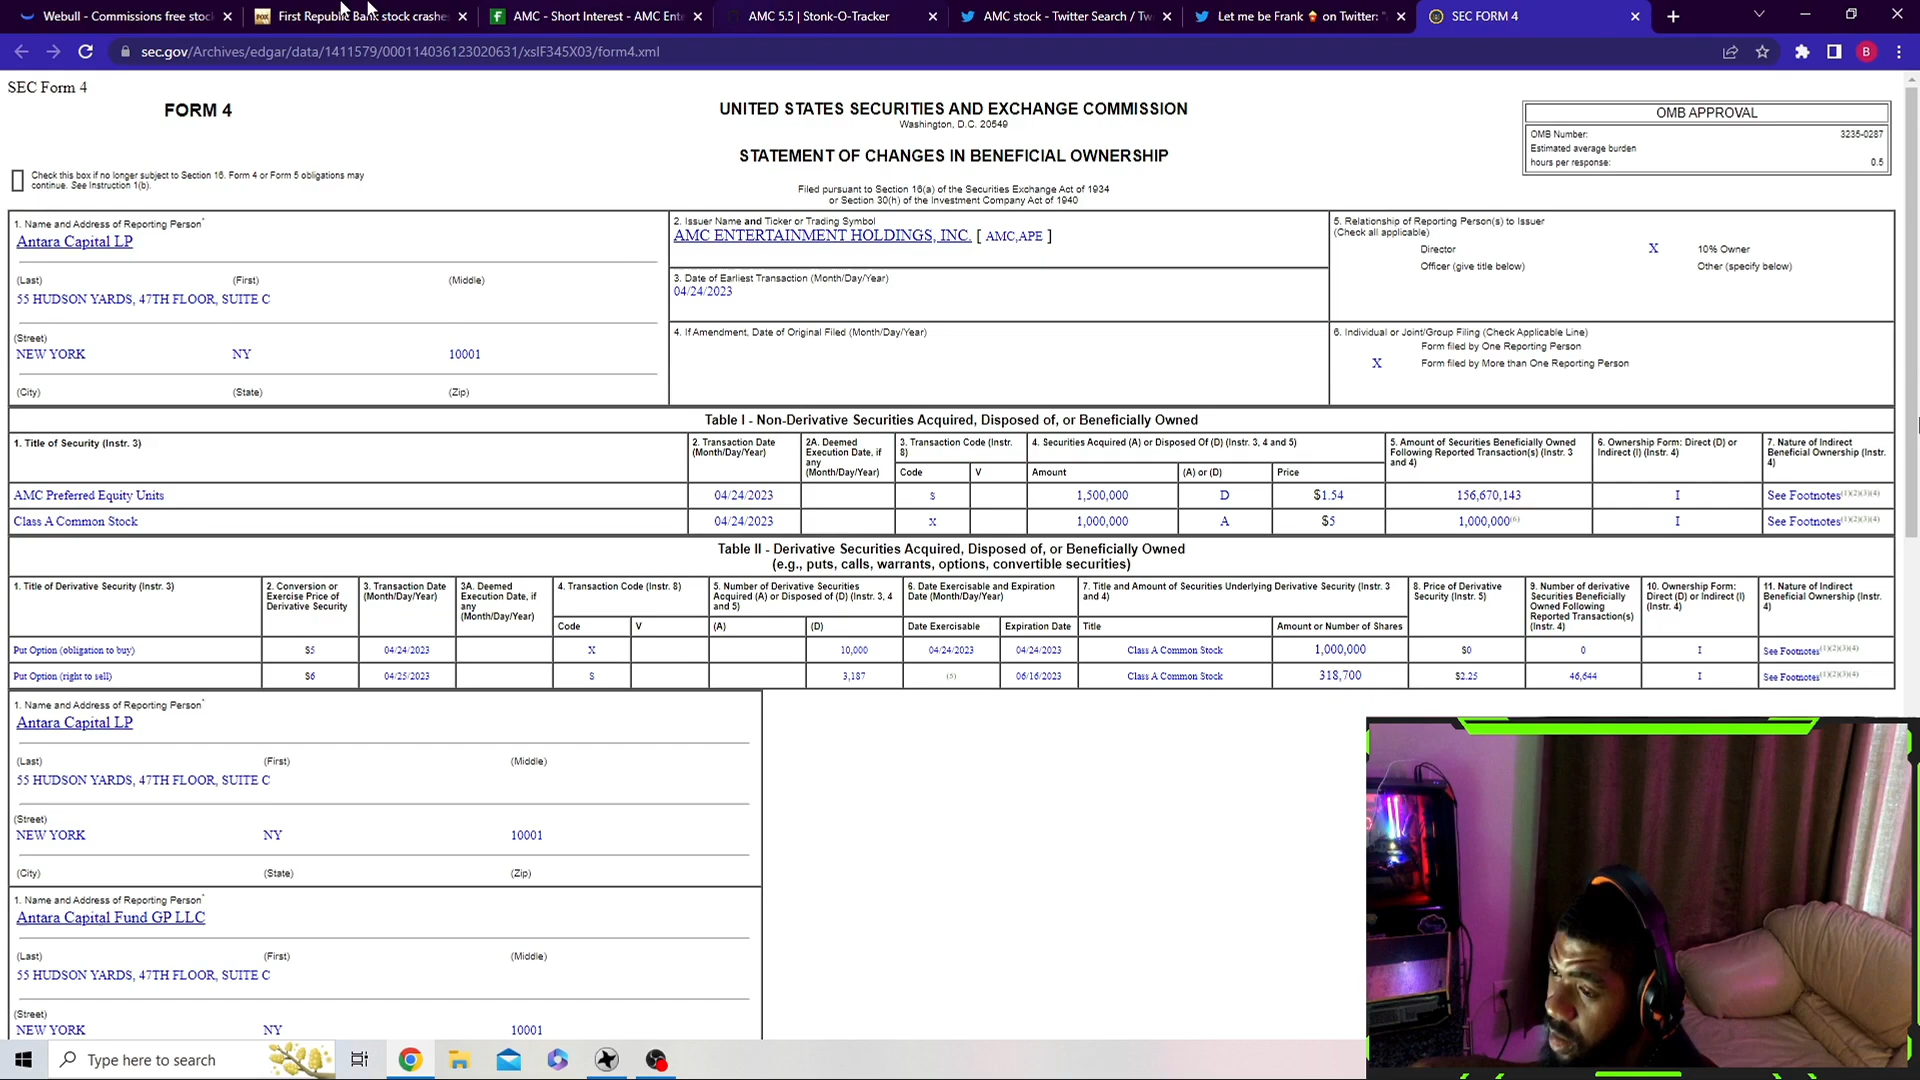 Webull - Commissions free stoc
First Republic Bank stock crashe
AMC - Short Interest - AMC Ente
AMC 5.5 | Stonk-O-Tracker
AMC stock - Twitter Search / Tw
Let me be Frank 🍿 on Twitter: "
SEC FORM 4
sec.gov/Archives/edgar/data/1411579/000114036123020631/xslF345X03/form4.xml
B
SEC Form 4
FORM 4
UNITED STATES SECURITIES AND EXCHANGE COMMISSION
Washington, D.C. 20549
STATEMENT OF CHANGES IN BENEFICIAL OWNERSHIP
Filed pursuant to Section 16(a) of the Securities Exchange Act of 1934
or Section 30(h) of the Investment Company Act of 1940
OMB APPROVAL
OMB Number: 3235-0287
Estimated average burden
hours per response: 0.5
Check this box if no longer subject to Section 16. Form 4 or Form 5 obligations may
continue. See Instruction 1(b).
1. Name and Address of Reporting Person*
Antara Capital LP
(Last) (First) (Middle)
55 HUDSON YARDS, 47TH FLOOR, SUITE C
(Street)
NEW YORK NY 10001
(City) (State) (Zip)
2. Issuer Name and Ticker or Trading Symbol
AMC ENTERTAINMENT HOLDINGS, INC. [ AMC,APE ]
3. Date of Earliest Transaction (Month/Day/Year)
04/24/2023
4. If Amendment, Date of Original Filed (Month/Day/Year)
5. Relationship of Reporting Person(s) to Issuer
(Check all applicable)
Director X 10% Owner
Officer (give title below) Other (specify below)
6. Individual or Joint/Group Filing (Check Applicable Line)
Form filed by One Reporting Person
X Form filed by More than One Reporting Person
Table I - Non-Derivative Securities Acquired, Disposed of, or Beneficially Owned
1. Title of Security (Instr. 3)
2. Transaction Date
(Month/Day/Year)
2A. Deemed
Execution Date, if
any
(Month/Day/Year)
3. Transaction Code (Instr.
8)
4. Securities Acquired (A) or Disposed Of (D) (Instr. 3, 4 and 5)
5. Amount of Securities Beneficially Owned
Following Reported Transaction(s) (Instr. 3
and 4)
6. Ownership Form: Direct (D) or
Indirect (I) (Instr. 4)
7. Nature of Indirect
Beneficial Ownership (Instr.
4)
Code V Amount (A) or (D) Price
AMC Preferred Equity Units 04/24/2023 S 1,500,000 D $1.54 156,670,143 I See Footnotes(1)(2)(3)(4)
Class A Common Stock 04/24/2023 X 1,000,000 A $5 1,000,000(6) I See Footnotes(1)(2)(3)(4)
Table II - Derivative Securities Acquired, Disposed of, or Beneficially Owned
(e.g., puts, calls, warrants, options, convertible securities)
1. Title of Derivative Security (Instr. 3)
2. Conversion or
Exercise Price of
Derivative Security
3. Transaction Date
(Month/Day/Year)
3A. Deemed
Execution Date, if
any
(Month/Day/Year)
4. Transaction Code (Instr. 8)
5. Number of Derivative Securities
Acquired (A) or Disposed of (D) (Instr. 3, 4
and 5)
6. Date Exercisable and Expiration
Date (Month/Day/Year)
7. Title and Amount of Securities Underlying Derivative Security (Instr. 3
and 4)
8. Price of Derivative
Security (Instr. 5)
9. Number of derivative
Securities Beneficially
Owned Following
Reported Transaction(s)
(Instr. 4)
10. Ownership Form:
Direct (D) or Indirect (I)
(Instr. 4)
11. Nature of Indirect
Beneficial Ownership (Instr.
4)
Code V (A) (D) Date Exercisable Expiration Date Title Amount or Number of Shares
Put Option (obligation to buy) $5 04/24/2023 X 10,000 04/24/2023 04/24/2023 Class A Common Stock 1,000,000 $0 0 I See Footnotes(1)(2)(3)(4)
Put Option (right to sell) $6 04/25/2023 S 3,187 (5) 06/16/2023 Class A Common Stock 318,700 $2.25 46,644 I See Footnotes(1)(2)(3)(4)
1. Name and Address of Reporting Person*
Antara Capital LP
(Last) (First) (Middle)
55 HUDSON YARDS, 47TH FLOOR, SUITE C
(Street)
NEW YORK NY 10001
(City) (State) (Zip)
1. Name and Address of Reporting Person*
Antara Capital Fund GP LLC
(Last) (First) (Middle)
55 HUDSON YARDS, 47TH FLOOR, SUITE C
(Street)
NEW YORK NY 10001
Type here to search